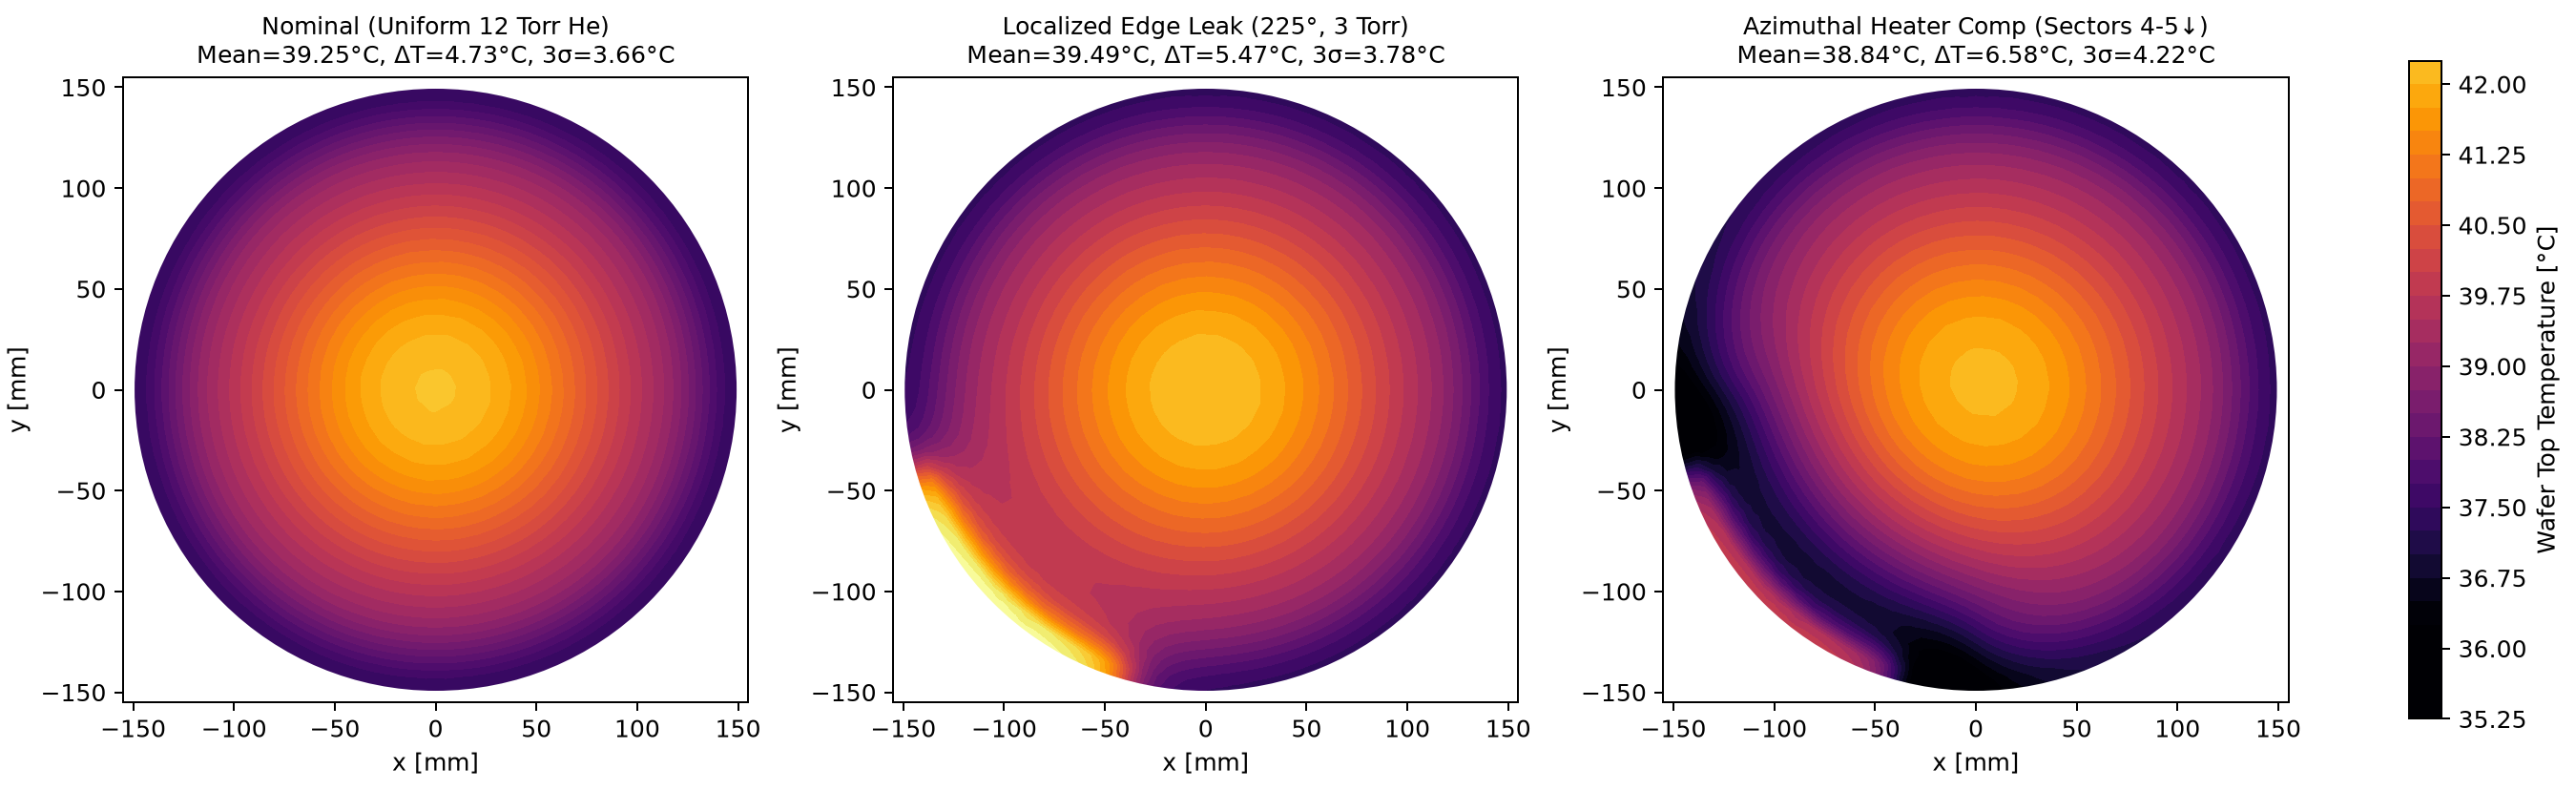 Nominal (Uniform 12 Torr He)
Mean=39.25°C, ΔT=4.73°C, 3σ=3.66°C
150
100
50
0
−50
−100
−150
y [mm]
−150 −100 −50 0 50 100 150
x [mm]
Localized Edge Leak (225°, 3 Torr)
Mean=39.49°C, ΔT=5.47°C, 3σ=3.78°C
150
100
50
0
−50
−100
−150
y [mm]
−150 −100 −50 0 50 100 150
x [mm]
Azimuthal Heater Comp (Sectors 4-5↓)
Mean=38.84°C, ΔT=6.58°C, 3σ=4.22°C
150
100
50
0
−50
−100
−150
y [mm]
−150 −100 −50 0 50 100 150
x [mm]
42.00
41.25
40.50
39.75
39.00
38.25
37.50
36.75
36.00
35.25
Wafer Top Temperature [°C]